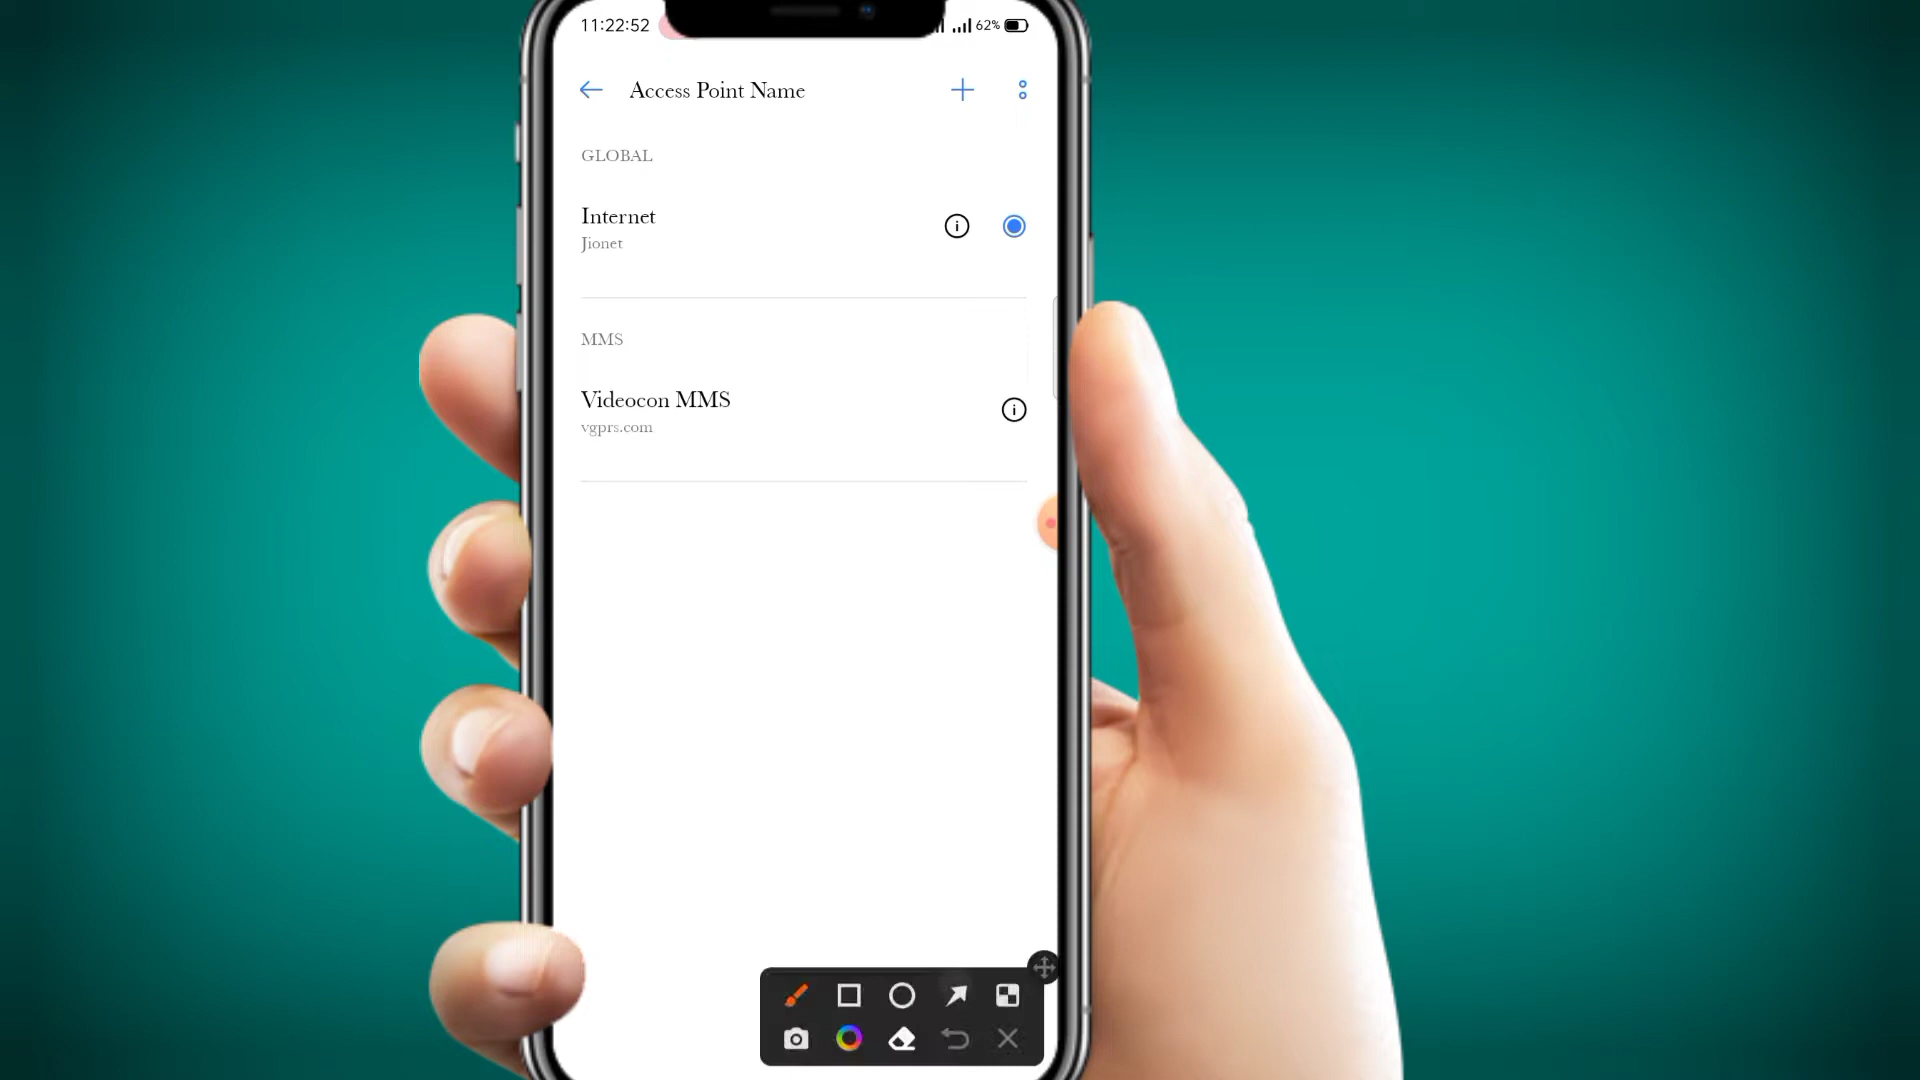 11:22:52
62%
Access Point Name
GLOBAL
Internet
Jionet
MMS
Videocon MMS
vgprs.com